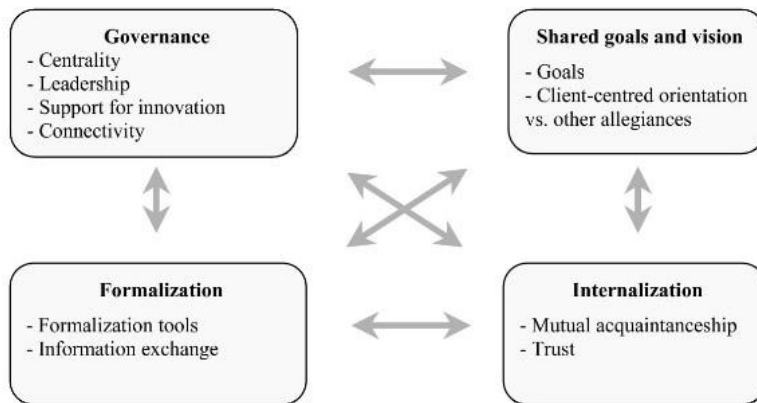 Governance
- Centrality
- Leadership
- Support for innovation
- Connectivity
Shared goals and vision
- Goals
- Client-centred orientation
vs. other allegiances
Formalization
- Formalization tools
- Information exchange
Internalization
- Mutual acquaintanceship
- Trust